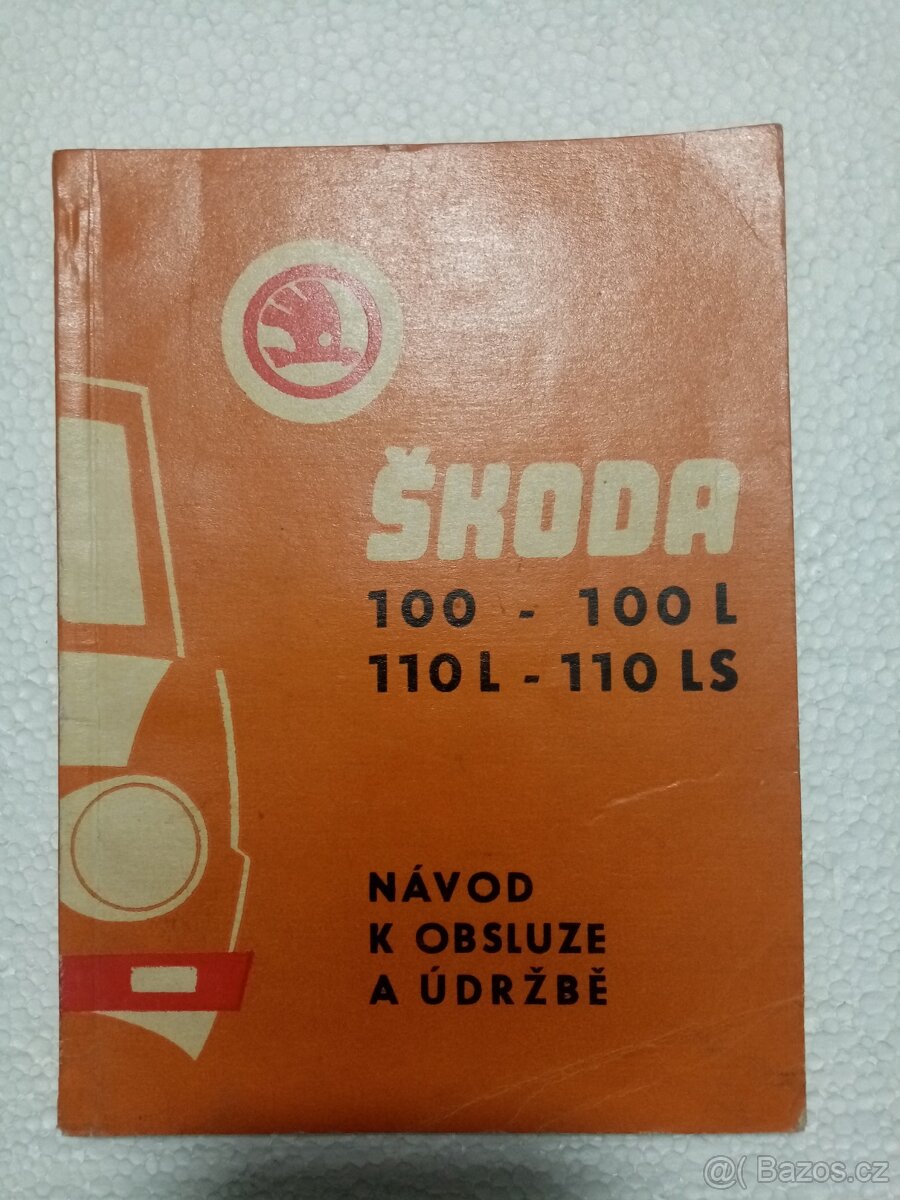 ŠKODA
100 - 100 L
110 L - 110 LS
NÁVOD
K OBSLUZE
A ÚDRŽBĚ
@( Bazos.cz